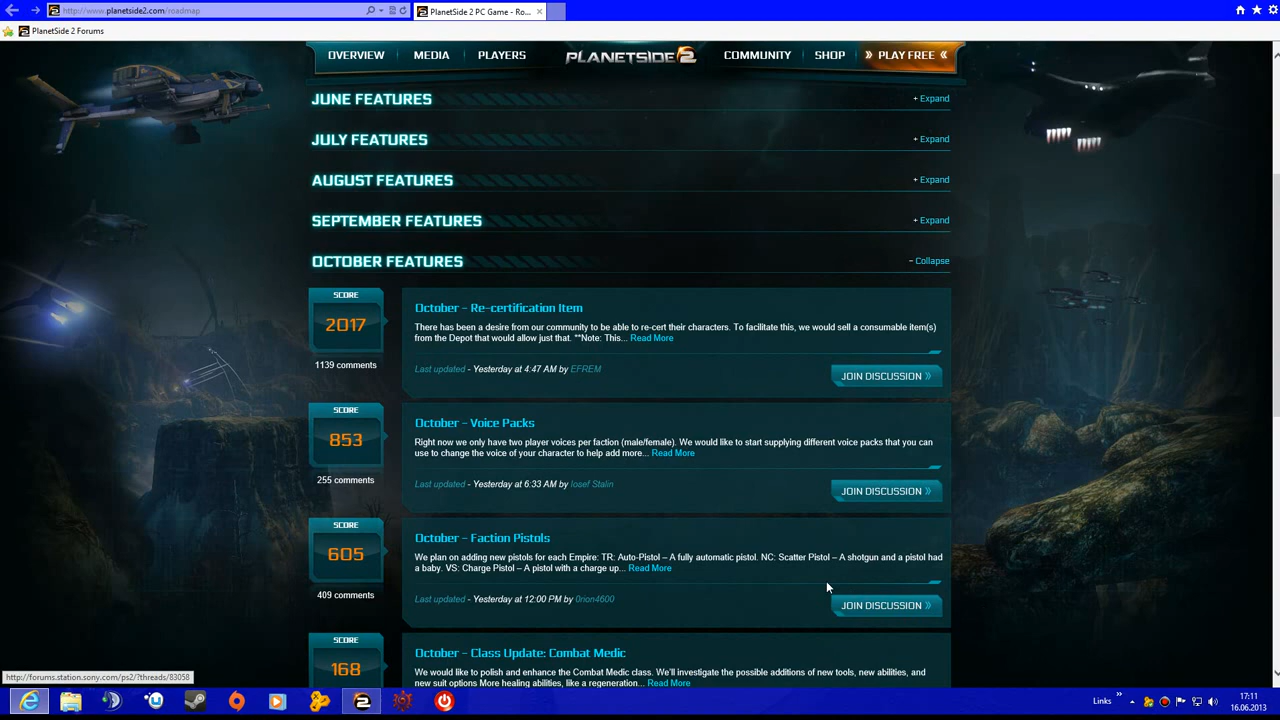 http://www.planetside2.com/roadmap
PlanetSide 2 PC Game - Ro...
PlanetSide 2 Forums
OVERVIEW MEDIA PLAYERS PLANETSIDE 2 COMMUNITY SHOP PLAY FREE
JUNE FEATURES + Expand
JULY FEATURES + Expand
AUGUST FEATURES + Expand
SEPTEMBER FEATURES + Expand
OCTOBER FEATURES − Collapse
SCORE
2017
1139 comments
October - Re-certification Item
There has been a desire from our community to be able to re-cert their characters. To facilitate this, we would sell a consumable item(s)
from the Depot that would allow just that. **Note: This... Read More
Last updated - Yesterday at 4:47 AM by EFREM
JOIN DISCUSSION »
SCORE
853
255 comments
October - Voice Packs
Right now we only have two player voices per faction (male/female). We would like to start supplying different voice packs that you can
use to change the voice of your character to help add more... Read More
Last updated - Yesterday at 6:33 AM by Iosef Stalin
JOIN DISCUSSION »
SCORE
605
409 comments
October - Faction Pistols
We plan on adding new pistols for each Empire: TR: Auto-Pistol – A fully automatic pistol. NC: Scatter Pistol – A shotgun and a pistol had
a baby. VS: Charge Pistol – A pistol with a charge up... Read More
Last updated - Yesterday at 12:00 PM by 0rion4600
JOIN DISCUSSION »
SCORE
168
October - Class Update: Combat Medic
We would like to polish and enhance the Combat Medic class. We'll investigate the possible additions of new tools, new abilities, and
new suit options More healing abilities, like a regeneration... Read More
http://forums.station.sony.com/ps2/?threads/83058
Links »
17:11
16.06.2013